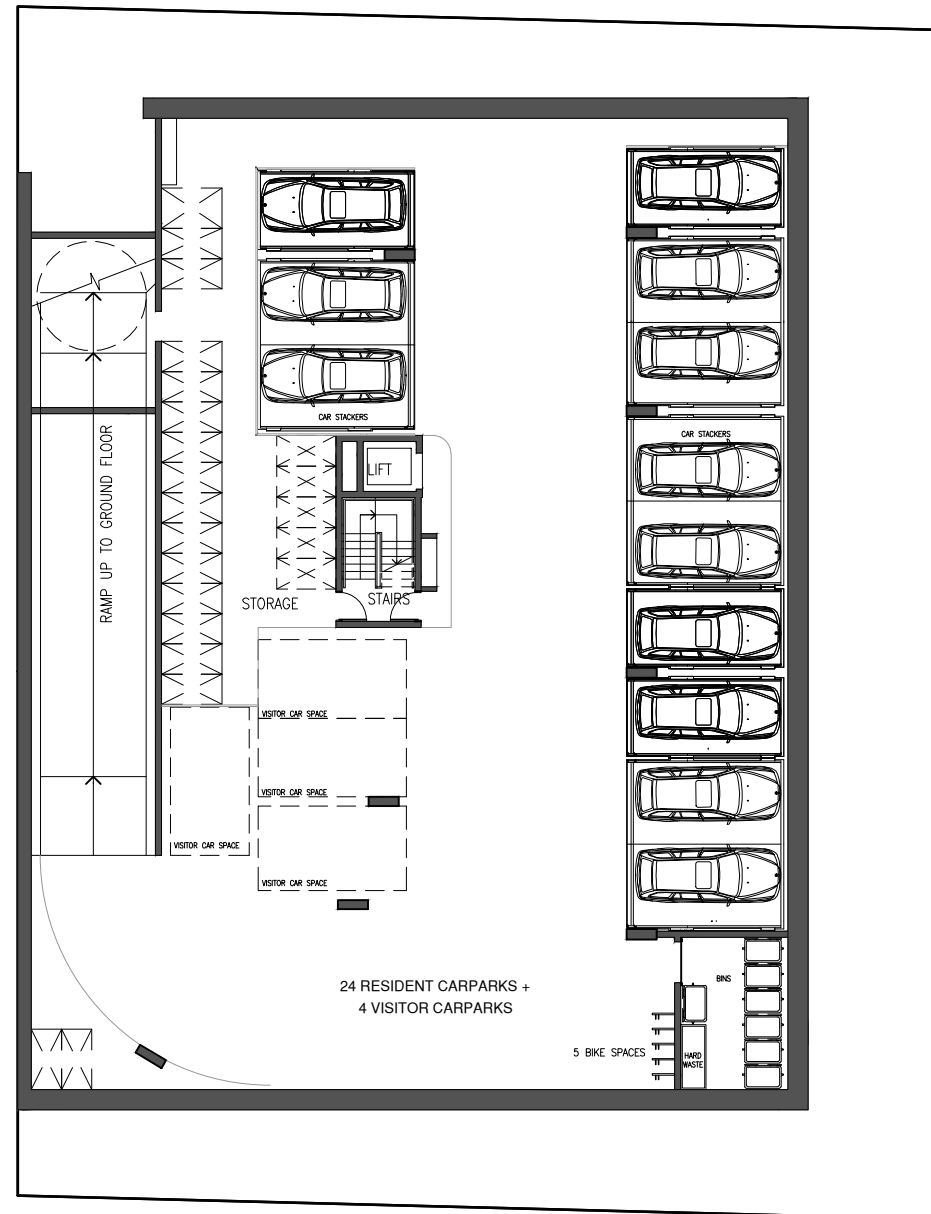 CAR STACKERS
CAR STACKERS
LIFT
RAMP UP TO GROUND FLOOR
STORAGE
STAIRS
VISITOR CAR SPACE
VISITOR CAR SPACE
VISITOR CAR SPACE
VISITOR CAR SPACE
24 RESIDENT CARPARKS +
4 VISITOR CARPARKS
BINS
5 BIKE SPACES
HARD
WASTE